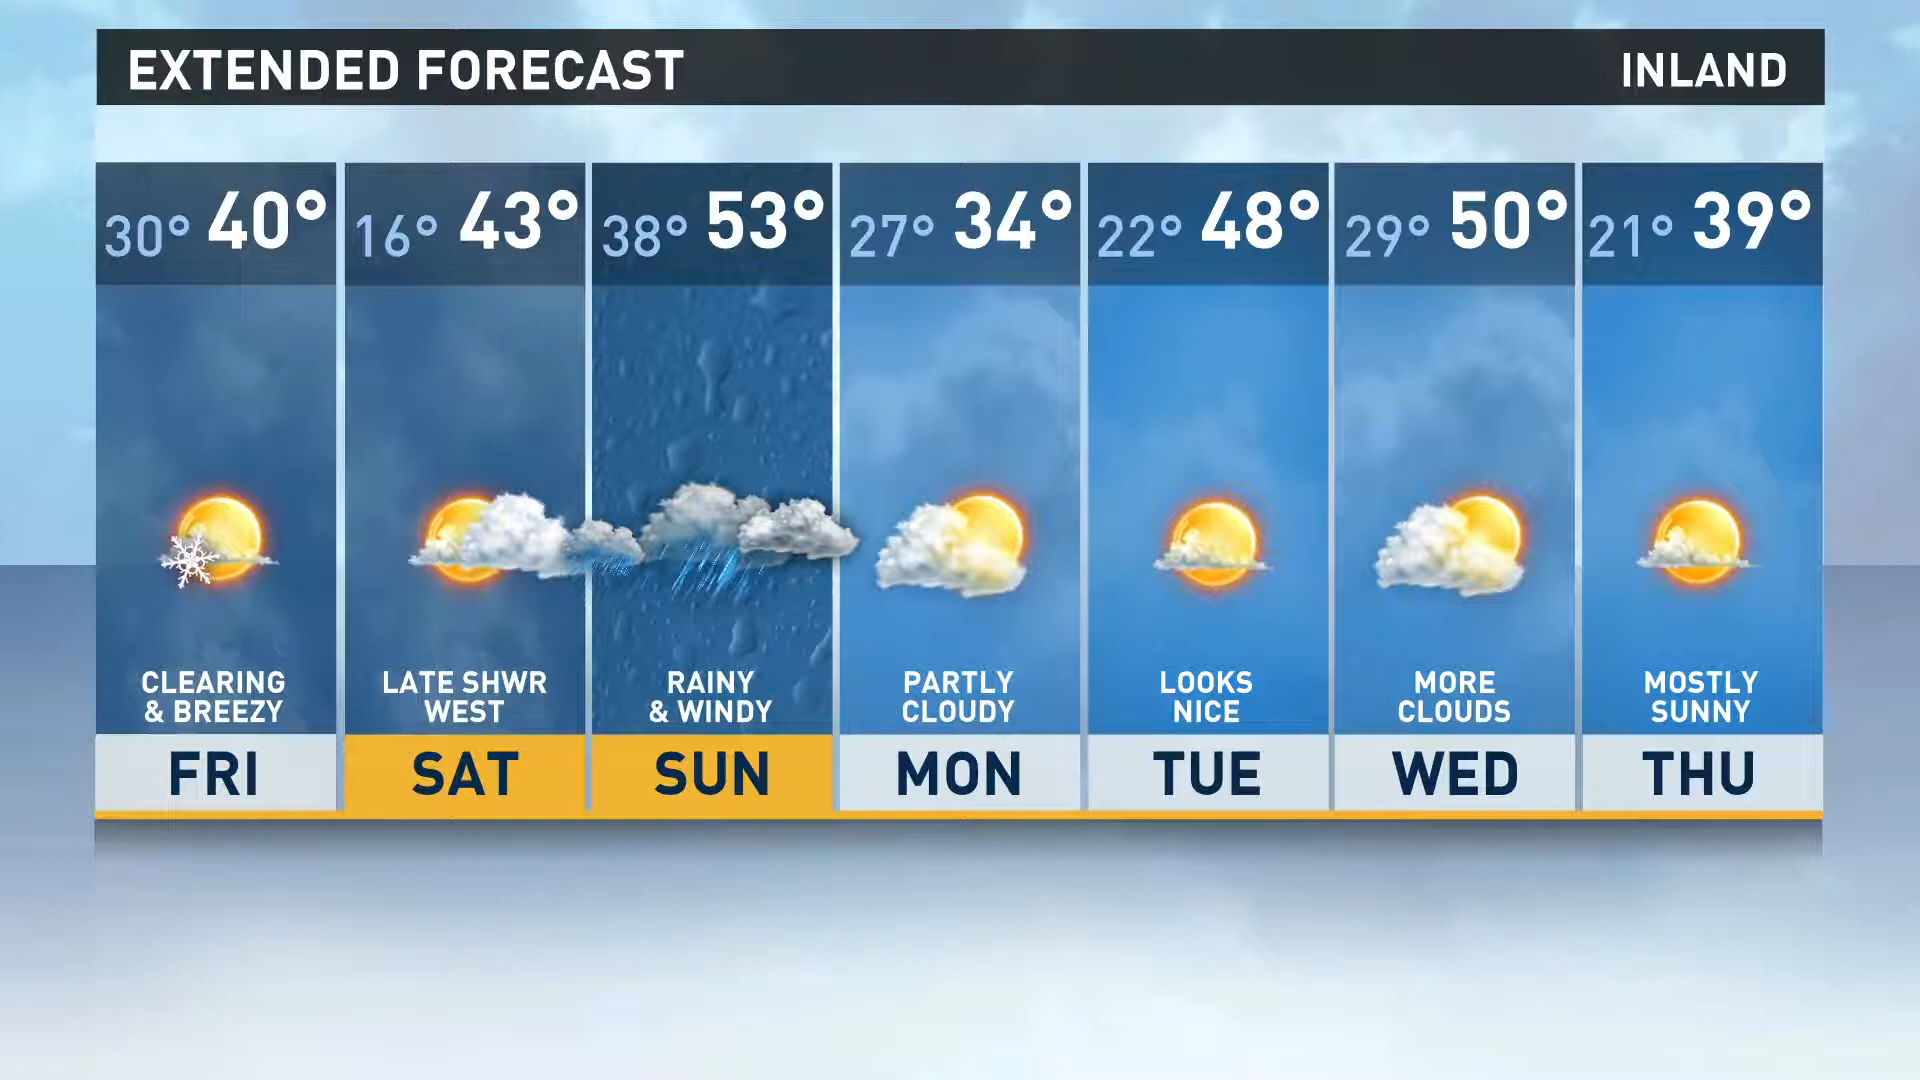 EXTENDED FORECAST
INLAND
30° 40°
16° 43°
38° 53°
27° 34°
22° 48°
29° 50°
21° 39°
CLEARING
& BREEZY
LATE SHWR
WEST
RAINY
& WINDY
PARTLY
CLOUDY
LOOKS
NICE
MORE
CLOUDS
MOSTLY
SUNNY
FRI
SAT
SUN
MON
TUE
WED
THU